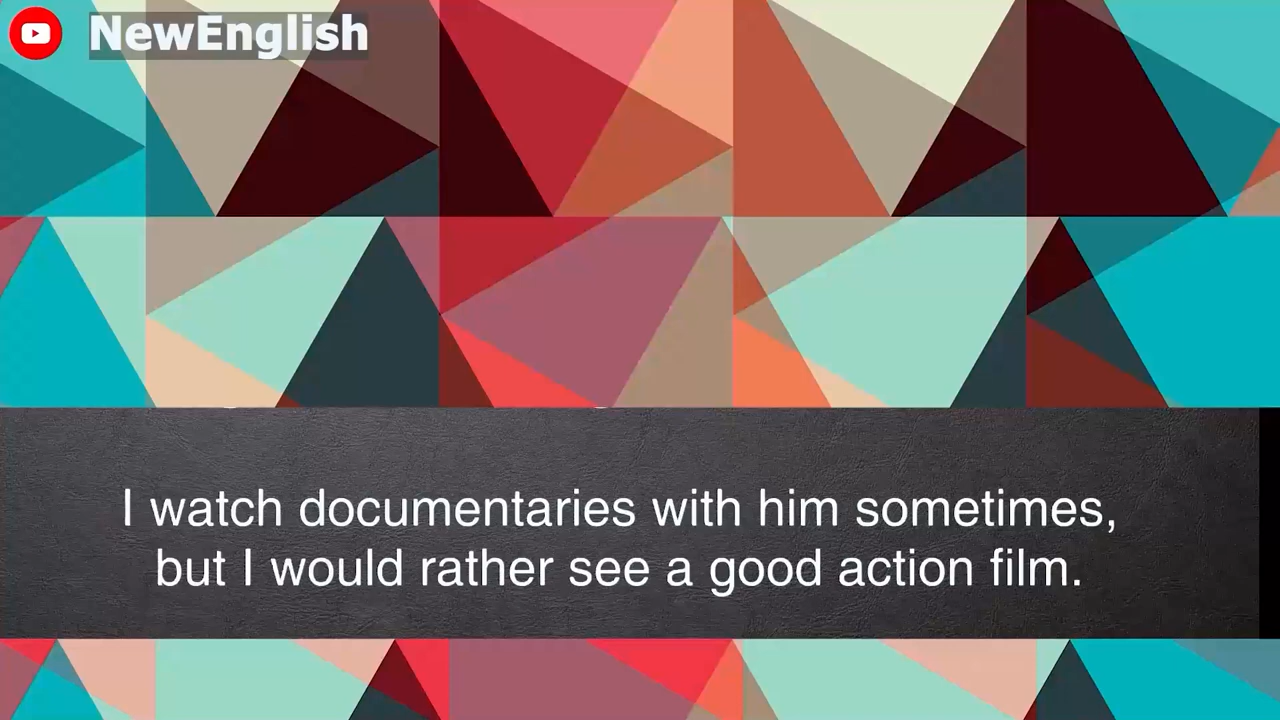 NewEnglish
I watch documentaries with him sometimes,
but I would rather see a good action film.